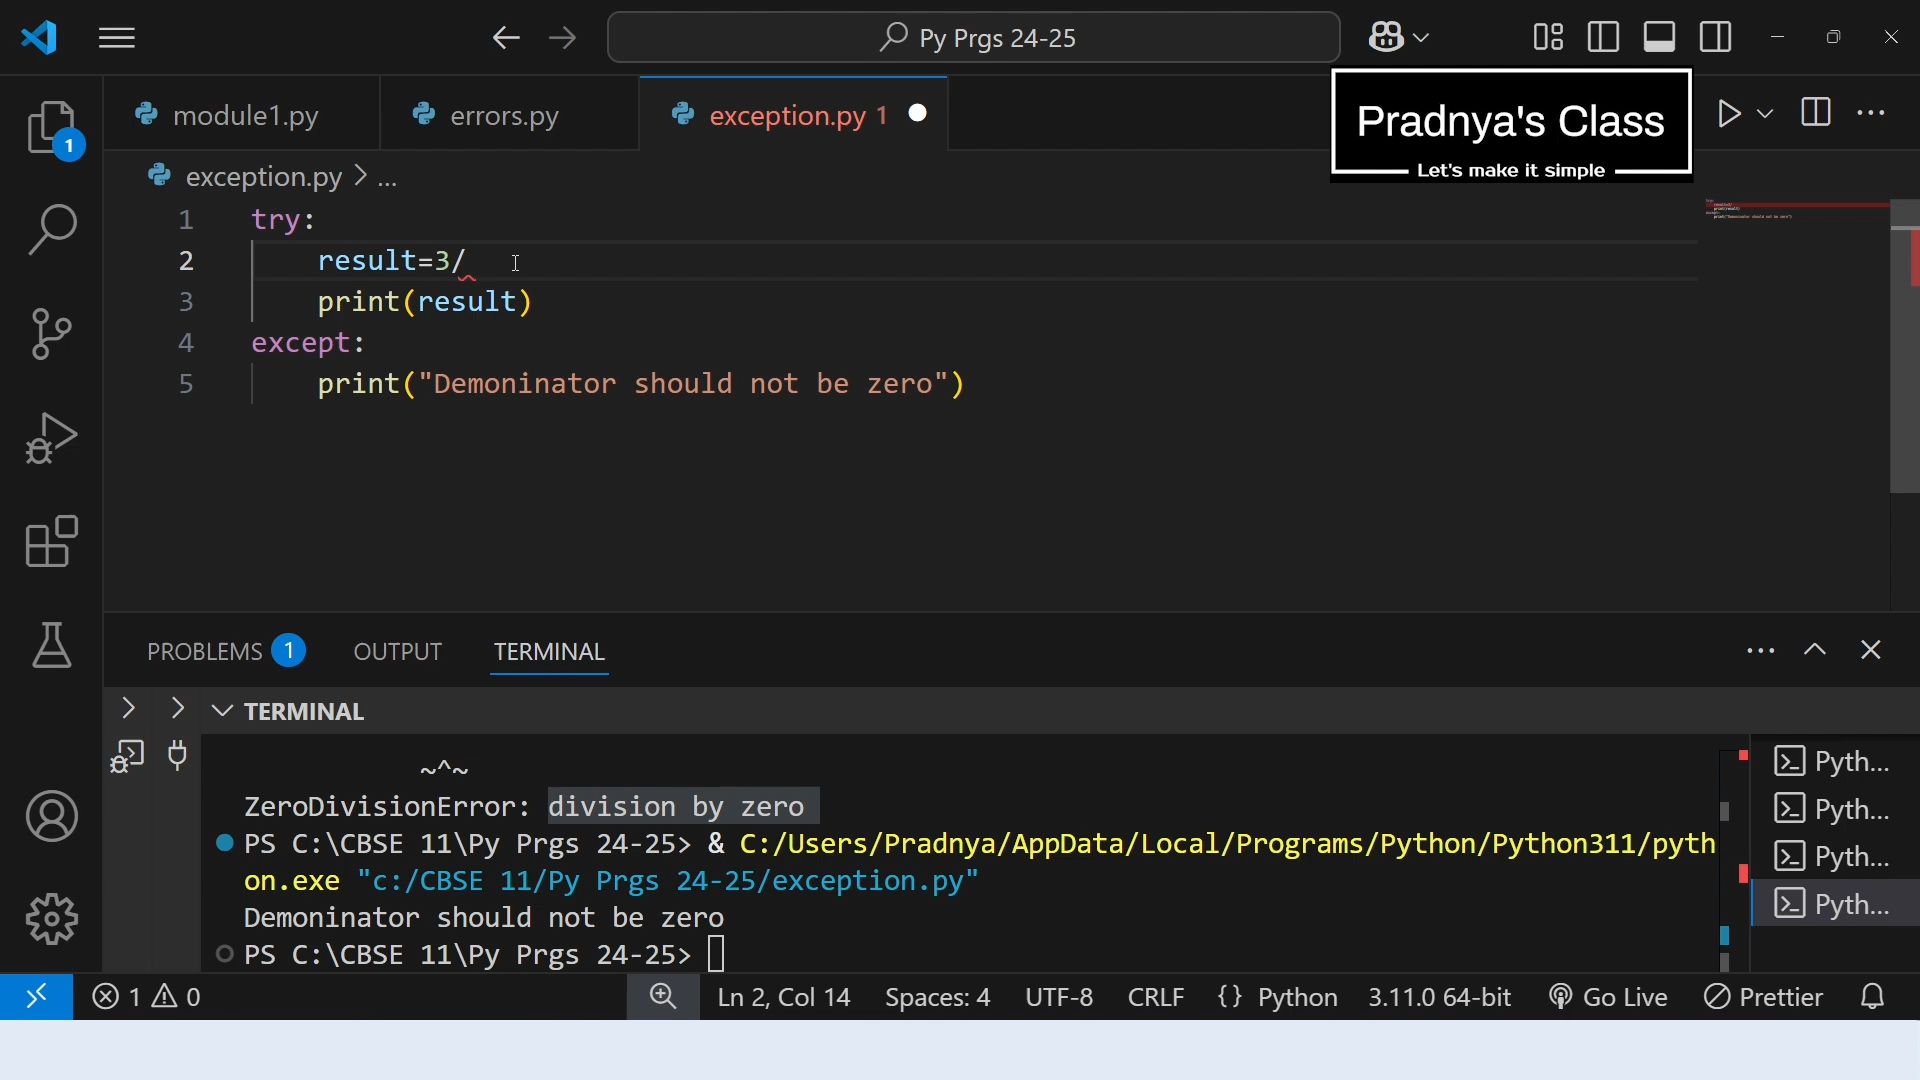 Py Prgs 24-25
module1.py
errors.py
exception.py 1
Pradnya's Class
Let's make it simple
1
exception.py > ...
1 try:
2 result=3/
3 print(result)
4 except:
5 print("Demoninator should not be zero")
PROBLEMS 1
OUTPUT
TERMINAL
TERMINAL
~^~
ZeroDivisionError: division by zero
PS C:\CBSE 11\Py Prgs 24-25> & C:/Users/Pradnya/AppData/Local/Programs/Python/Python311/pyth
on.exe "c:/CBSE 11/Py Prgs 24-25/exception.py"
Demoninator should not be zero
PS C:\CBSE 11\Py Prgs 24-25>
Pyth...
Pyth...
Pyth...
Pyth...
1 0
Ln 2, Col 14
Spaces: 4
UTF-8
CRLF
{} Python
3.11.0 64-bit
Go Live
Prettier